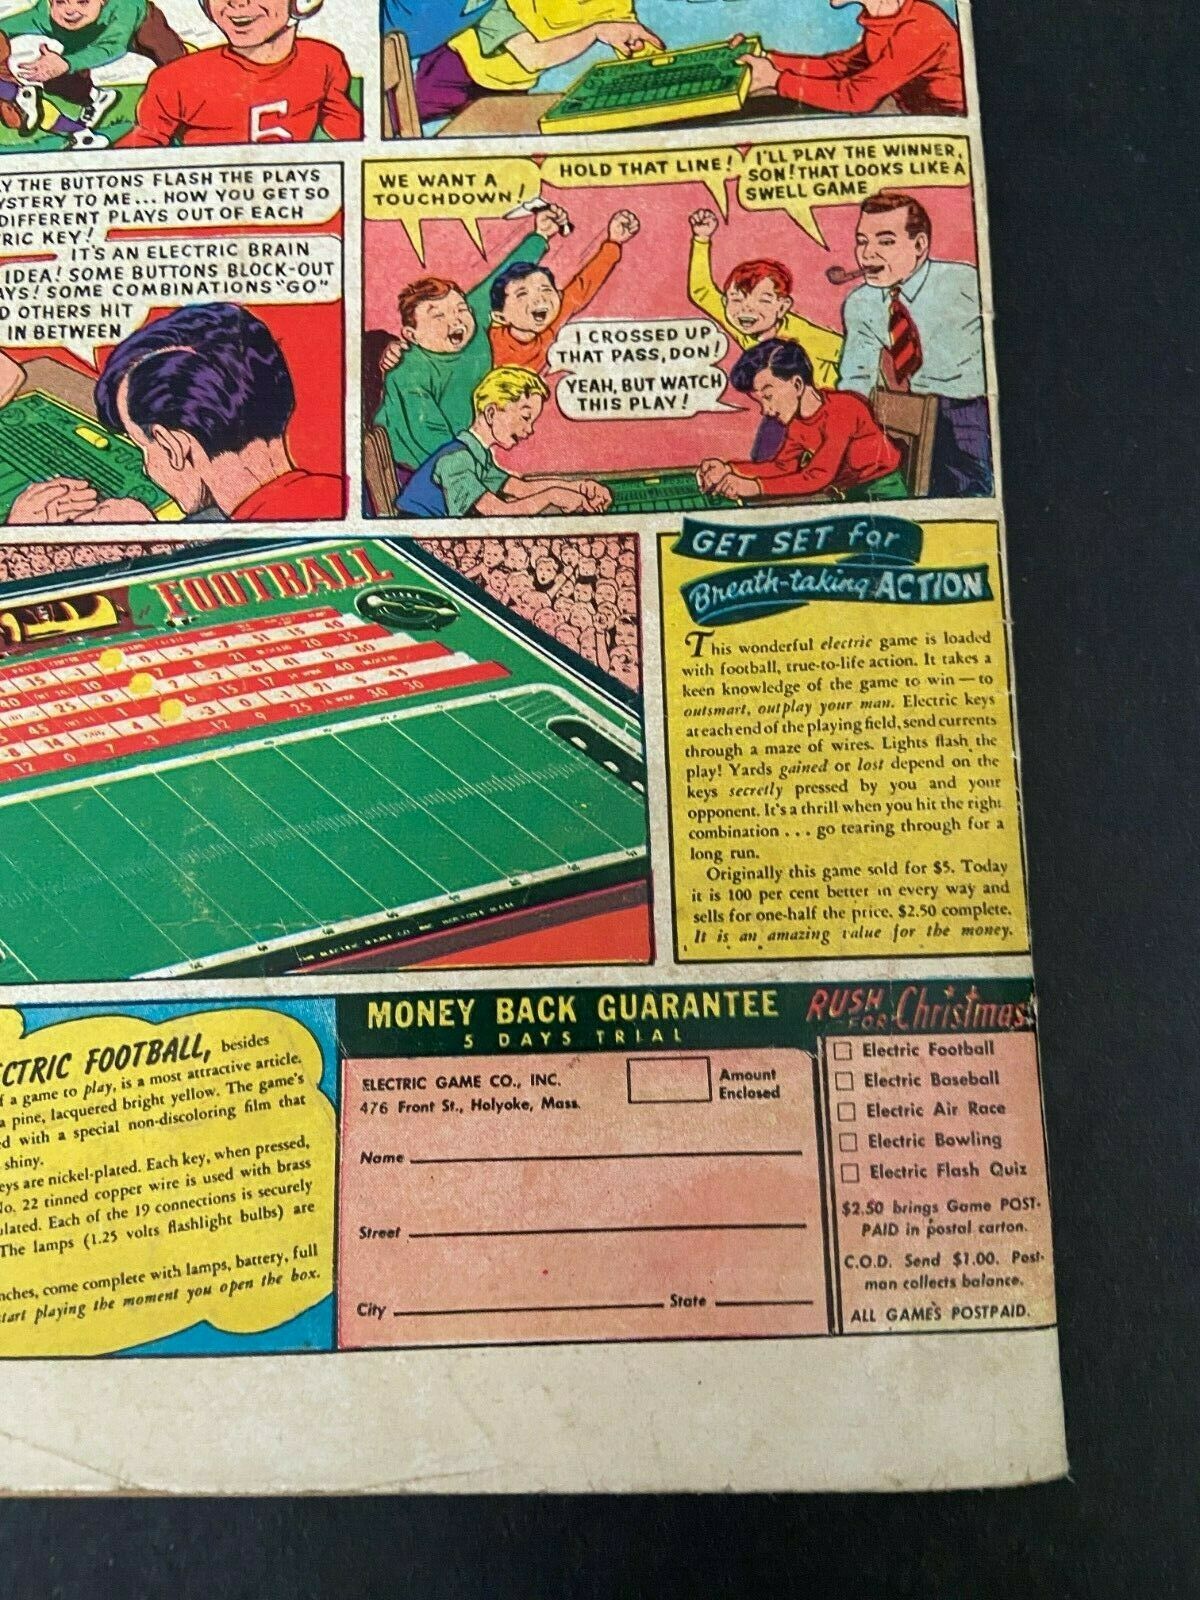 5
Y THE BUTTONS FLASH THE PLAYS
YSTERY TO ME... HOW YOU GET SO
DIFFERENT PLAYS OUT OF EACH
RIC KEY!
IT'S AN ELECTRIC BRAIN
IDEA! SOME BUTTONS BLOCK-OUT
AYS! SOME COMBINATIONS "GO"
D OTHERS HIT
IN BETWEEN
WE WANT A
TOUCHDOWN!
HOLD THAT LINE!
I'LL PLAY THE WINNER,
SON! THAT LOOKS LIKE A
SWELL GAME
I CROSSED UP
THAT PASS, DON!
YEAH, BUT WATCH
THIS PLAY!
FOOTBALL
GET SET for
Breath-taking ACTION
This wonderful electric game is loaded
with football, true-to-life action. It takes a
keen knowledge of the game to win — to
outsmart, outplay your man. Electric keys
at each end of the playing field, send currents
through a maze of wires. Lights flash the
play! Yards gained or lost depend on the
keys secretly pressed by you and your
opponent. It's a thrill when you hit the right
combination . . . go tearing through for a
long run.
Originally this game sold for $5. Today
it is 100 per cent better in every way and
sells for one-half the price. $2.50 complete.
It is an amazing value for the money.
CTRIC FOOTBALL, besides
f a game to play, is a most attractive article.
a pine, lacquered bright yellow. The game's
ed with a special non-discoloring film that
shiny.
eys are nickel-plated. Each key, when pressed,
No. 22 tinned copper wire is used with brass
ulated. Each of the 19 connections is securely
The lamps (1.25 volts flashlight bulbs) are
nches, come complete with lamps, battery, full
tart playing the moment you open the box.
MONEY BACK GUARANTEE
5 DAYS TRIAL
RUSH FOR Christmas
ELECTRIC GAME CO., INC.
476 Front St., Holyoke, Mass.
Amount
Enclosed
Name
Street
City State
Electric Football
Electric Baseball
Electric Air Race
Electric Bowling
Electric Flash Quiz
$2.50 brings Game POST-
PAID in postal carton.
C.O.D. Send $1.00. Post-
man collects balance.
ALL GAMES POSTPAID.